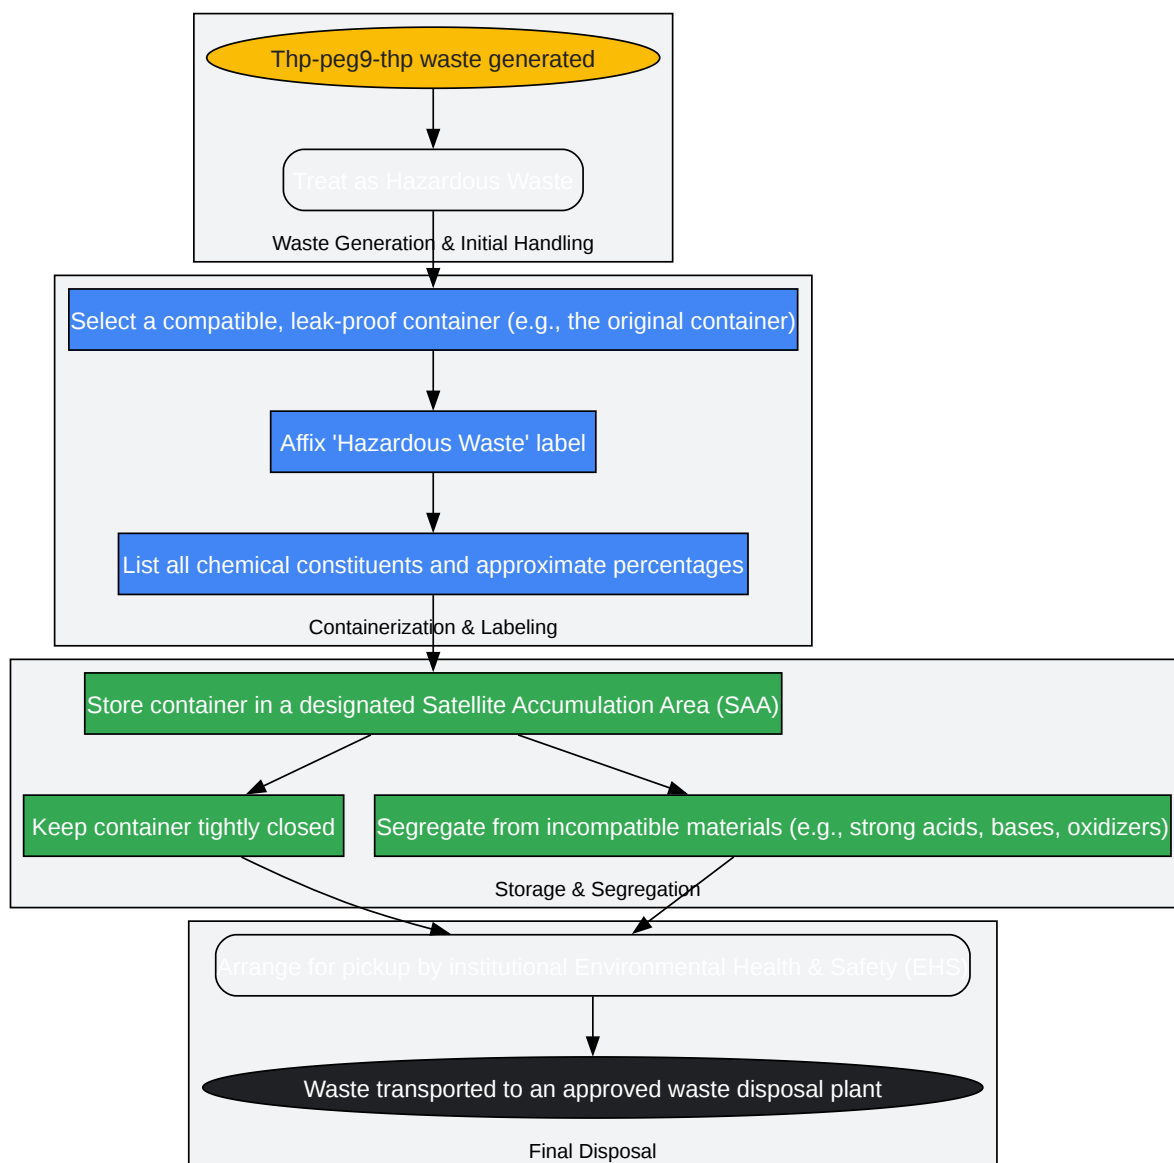 Thp-peg9-thp waste generated
Treat as Hazardous Waste
Waste Generation & Initial Handling
Select a compatible, leak-proof container (e.g., the original container)
Affix 'Hazardous Waste' label
List all chemical constituents and approximate percentages
Containerization & Labeling
Store container in a designated Satellite Accumulation Area (SAA)
Keep container tightly closed
Segregate from incompatible materials (e.g., strong acids, bases, oxidizers)
Storage & Segregation
Arrange for pickup by institutional Environmental Health & Safety (EHS)
Waste transported to an approved waste disposal plant
Final Disposal